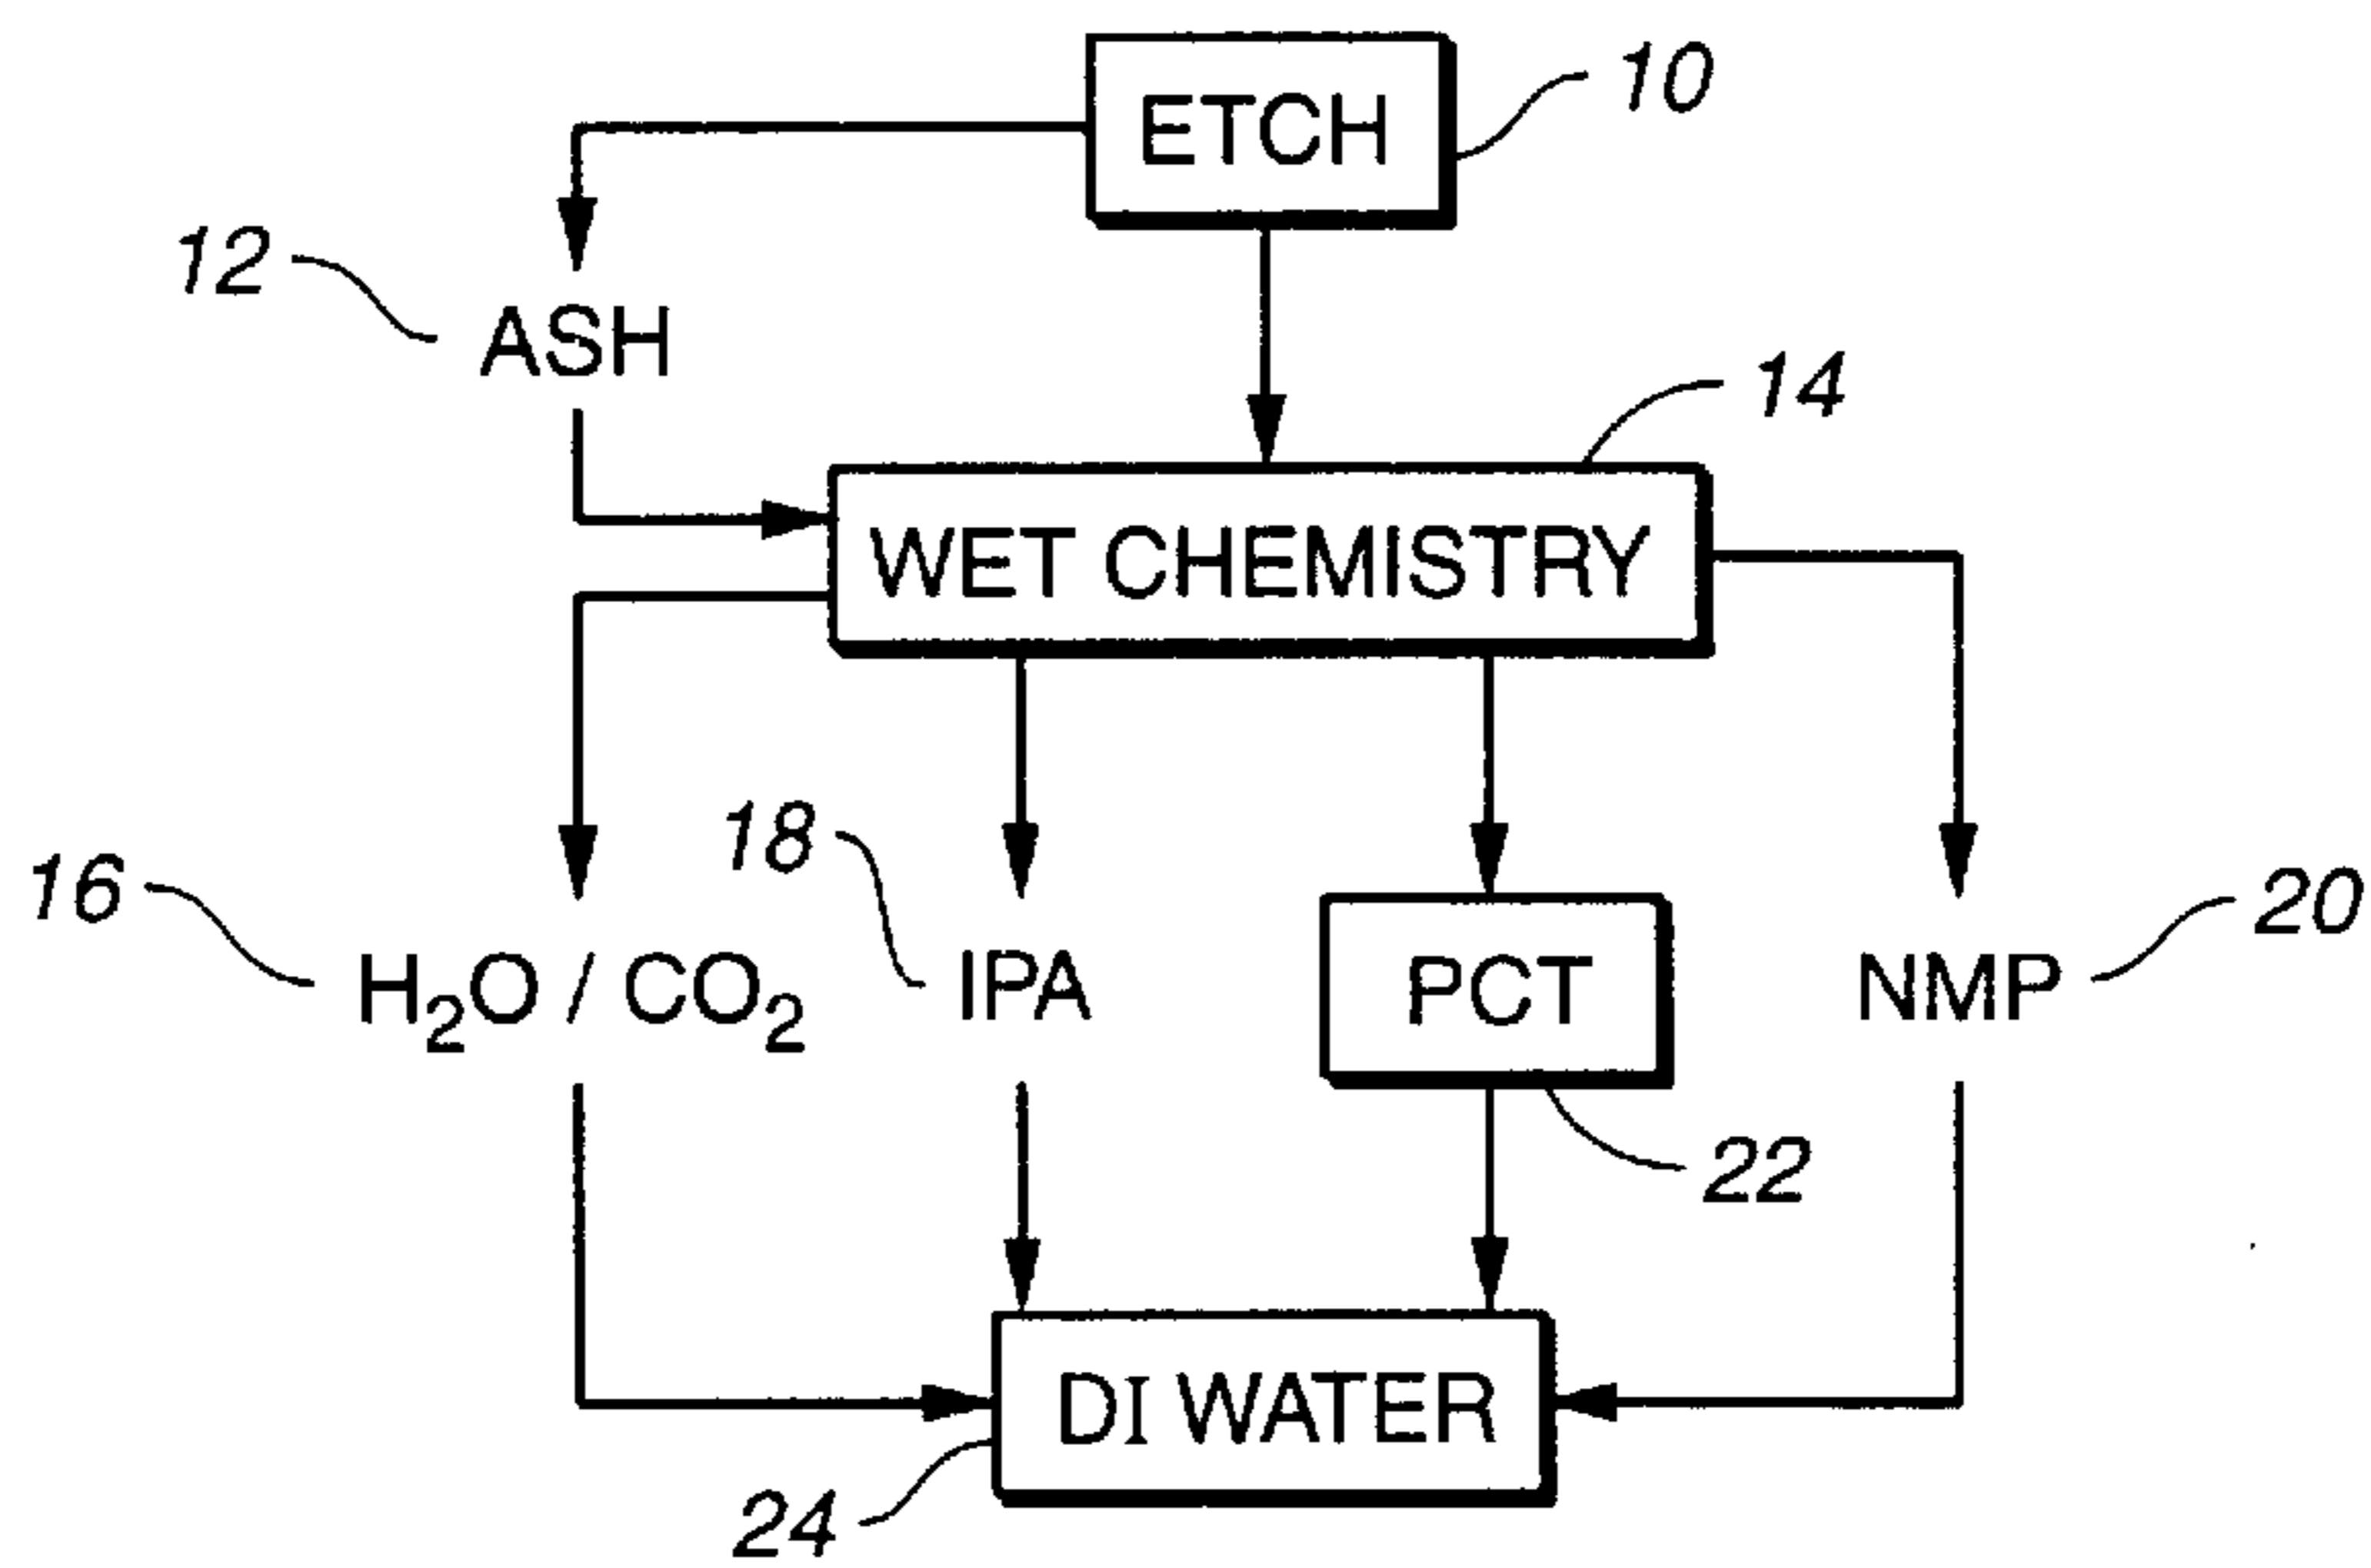 ETCH
10
12
ASH
14
WET CHEMISTRY
16
18
20
H₂O / CO₂
IPA
PCT
NMP
22
DI WATER
24